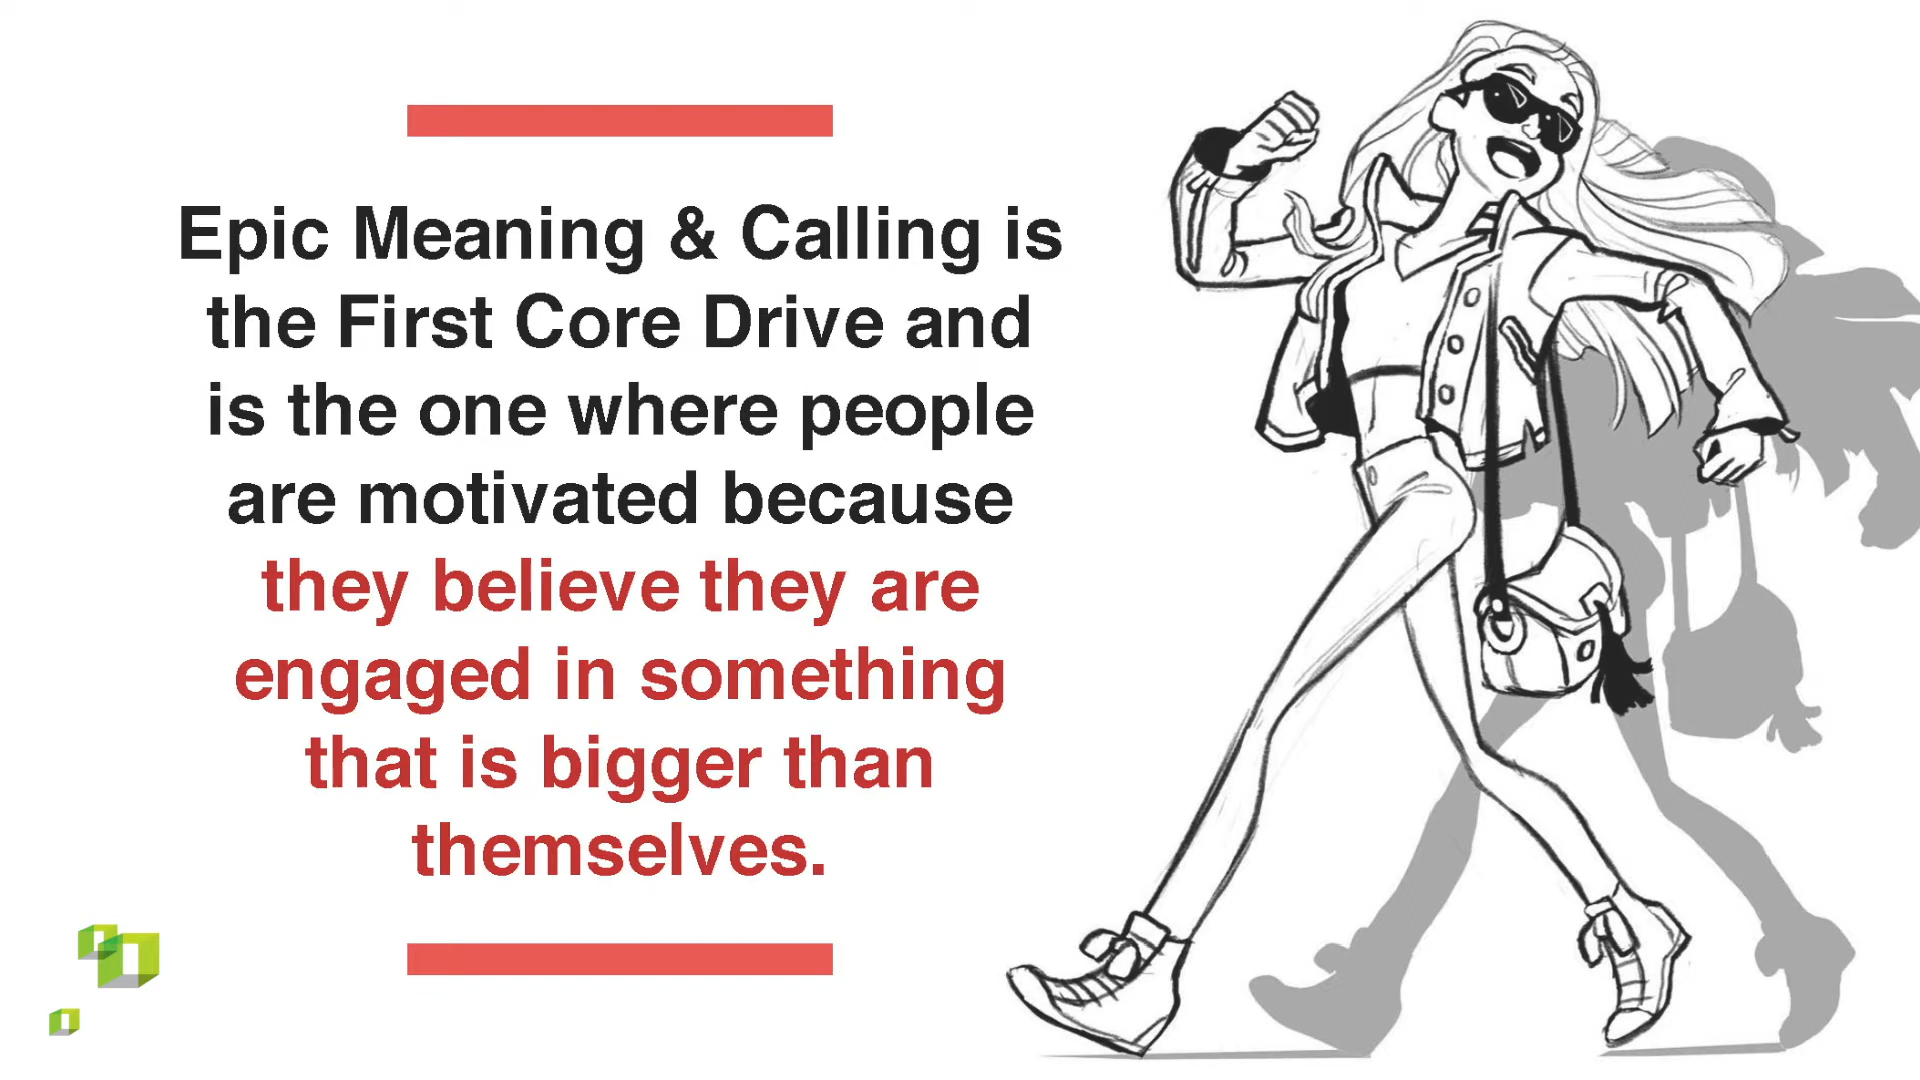 Epic Meaning & Calling is
the First Core Drive and
is the one where people
are motivated because
they believe they are
engaged in something
that is bigger than
themselves.